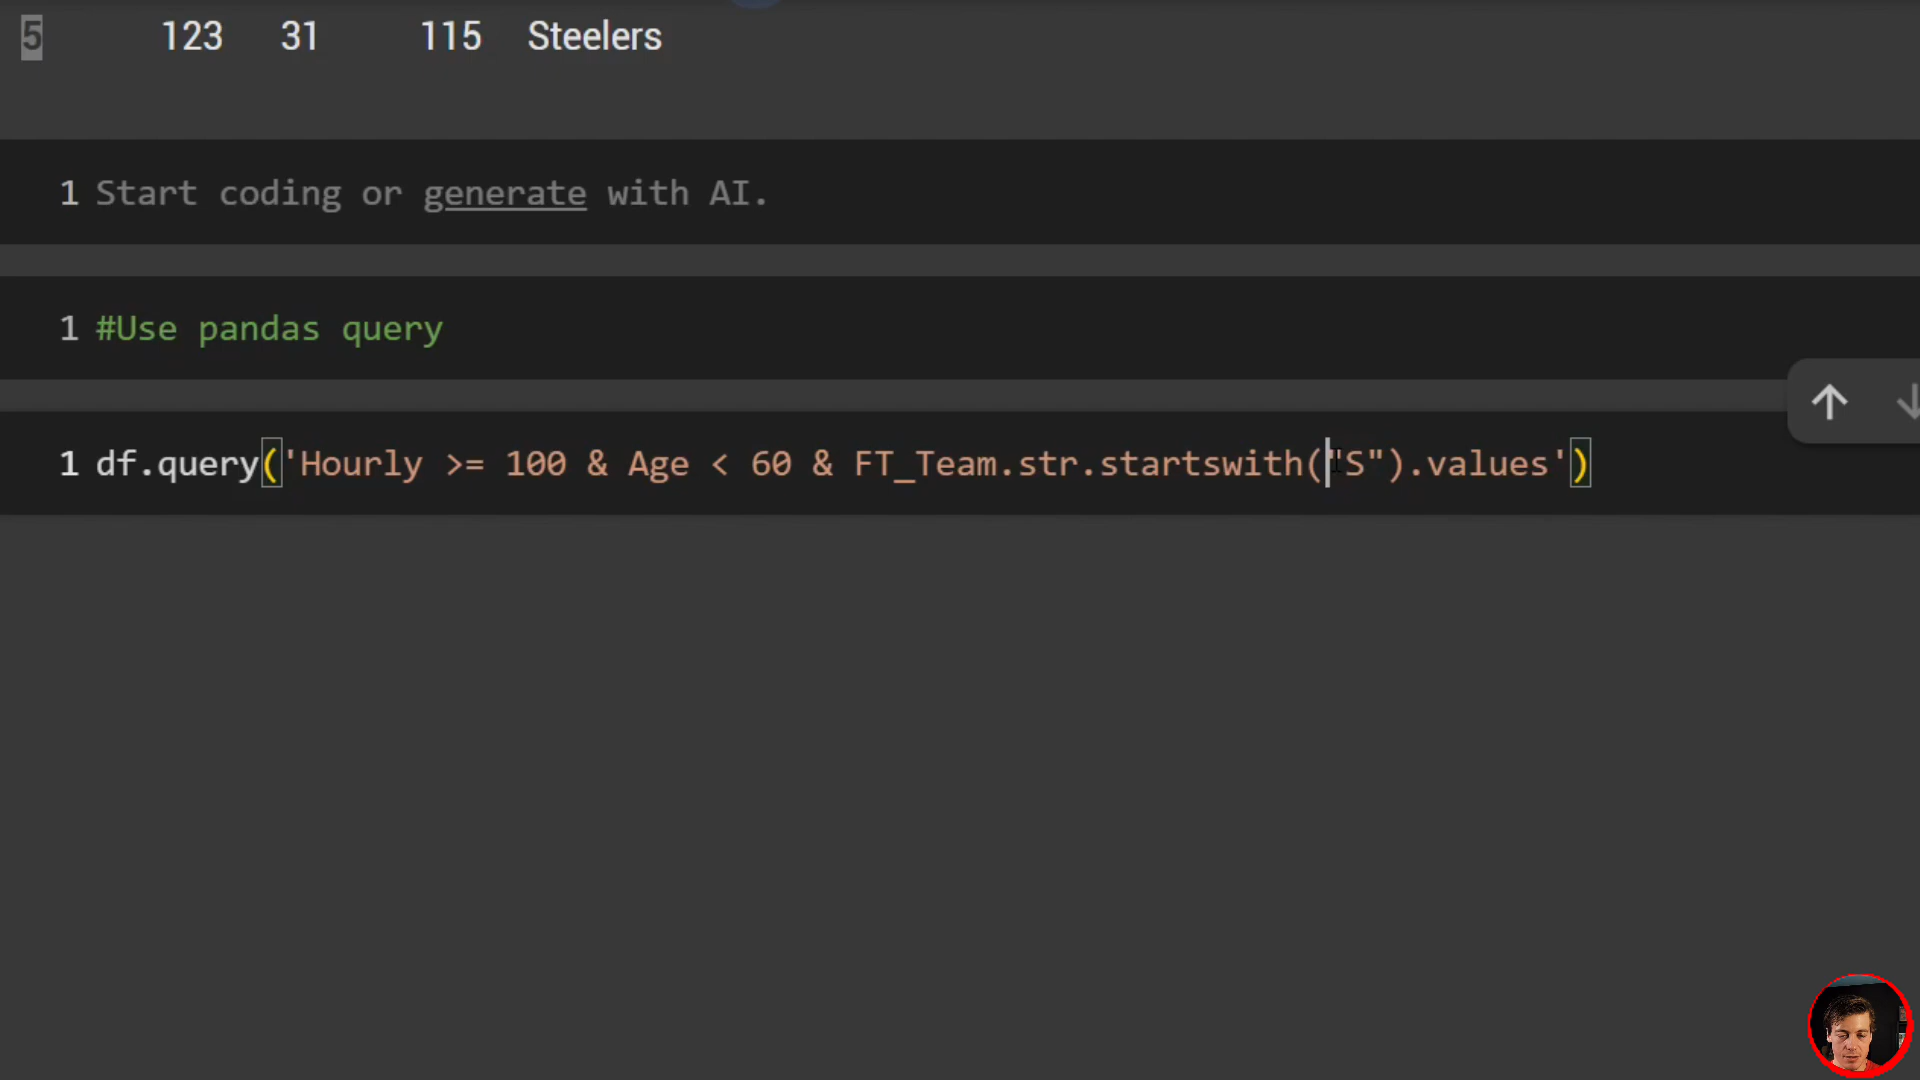 5 123 31 115 Steelers
1 Start coding or generate with AI.
1 #Use pandas query
1 df.query('Hourly >= 100 & Age < 60 & FT_Team.str.startswith("S").values')